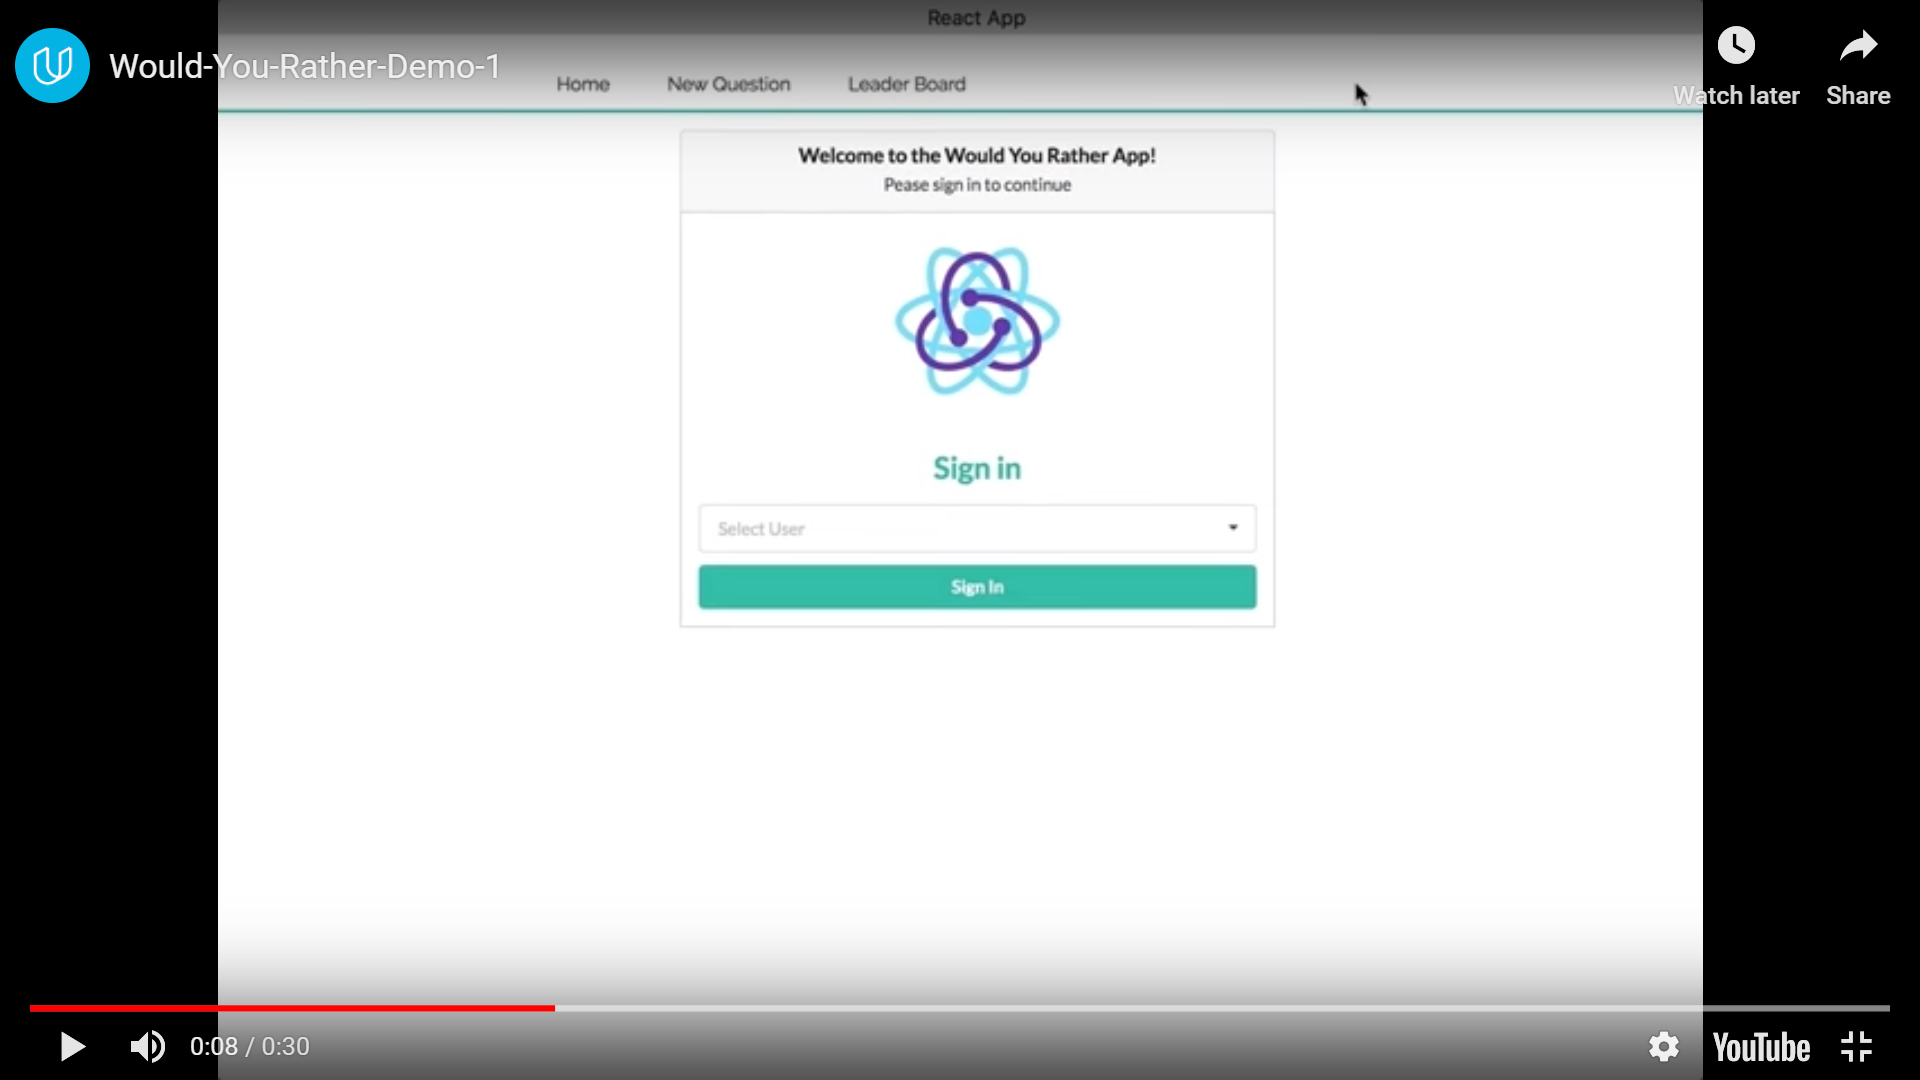 React App
Would-You-Rather-Demo-1
Watch later
Share
Home
New Question
Leader Board
Welcome to the Would You Rather App!
Pease sign in to continue
Sign in
Select User
Sign In
0:08 / 0:30
YouTube